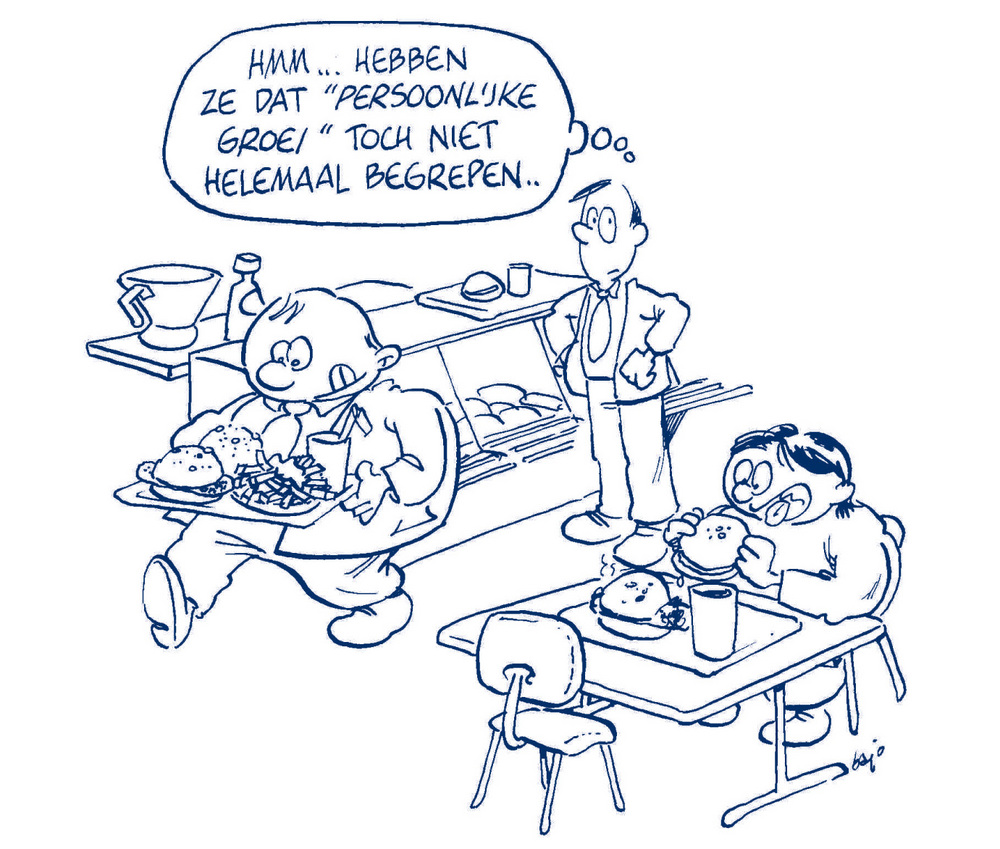 HMM... HEBBEN
ZE DAT "PERSOONLIJKE
GROEI" TOCH NIET
HELEMAAL BEGREPEN..